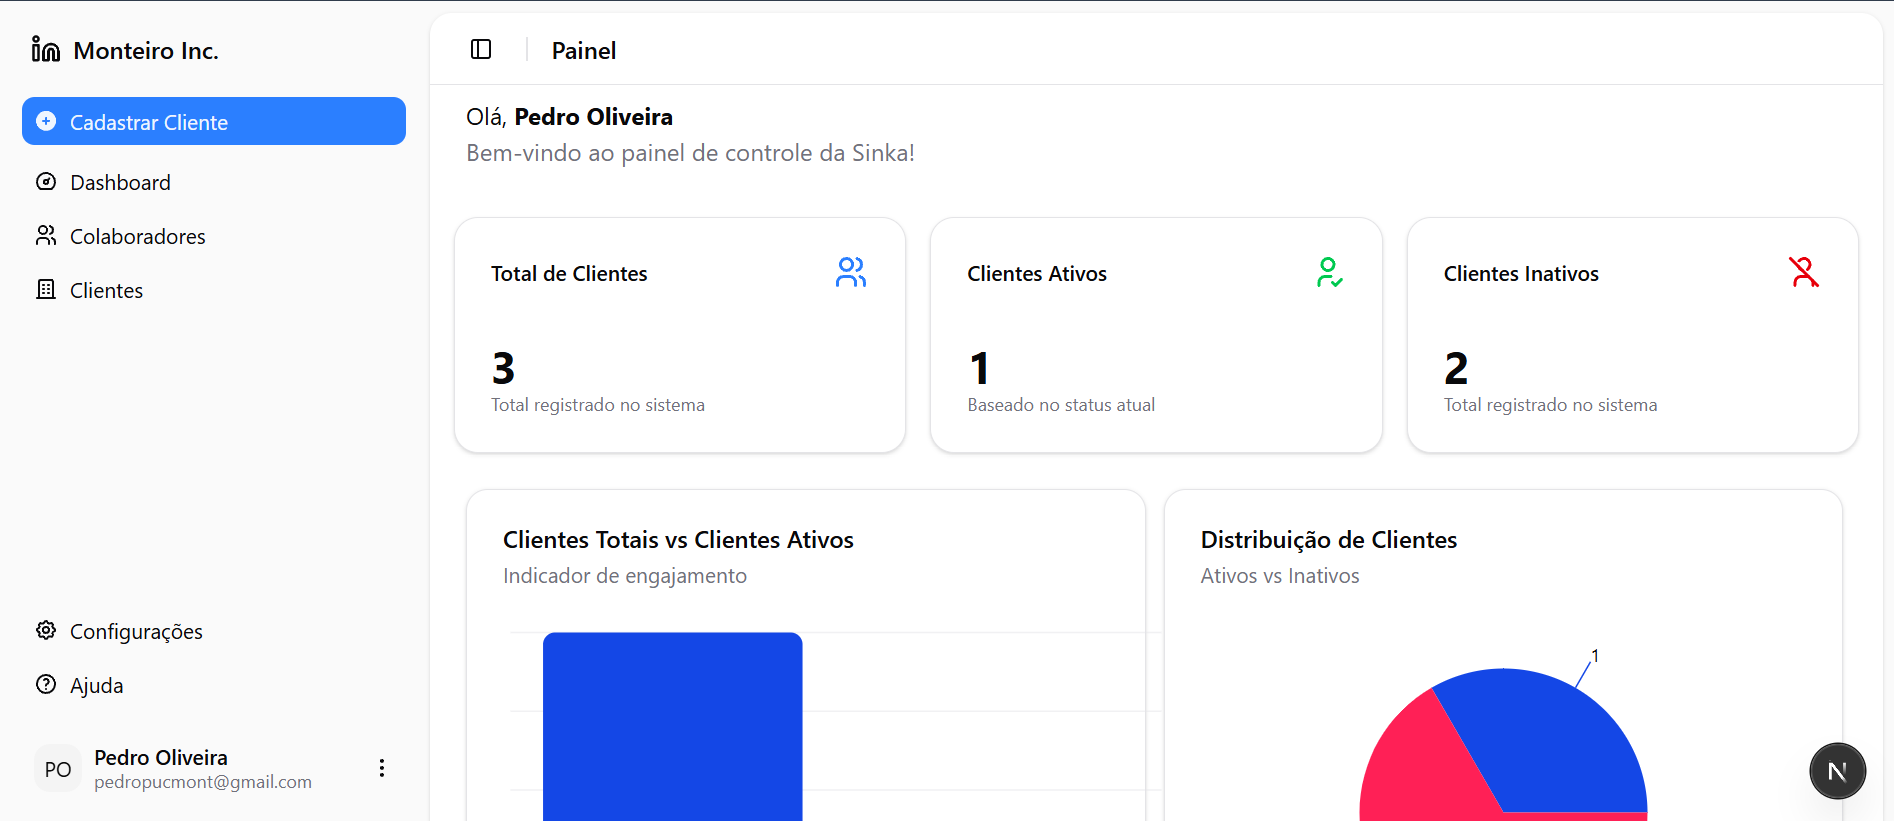 Monteiro Inc.
Cadastrar Cliente
Dashboard
Colaboradores
Clientes
Configurações
Ajuda
PO
Pedro Oliveira
pedropucmont@gmail.com
Painel
Olá, Pedro Oliveira
Bem-vindo ao painel de controle da Sinka!
Total de Clientes
3
Total registrado no sistema
Clientes Ativos
1
Baseado no status atual
Clientes Inativos
2
Total registrado no sistema
Clientes Totais vs Clientes Ativos
Indicador de engajamento
Distribuição de Clientes
Ativos vs Inativos
1
N